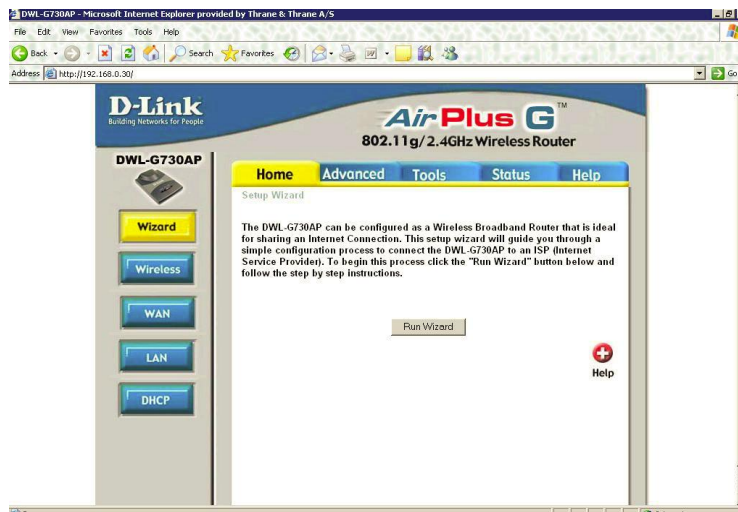 DWL-G730AP - Microsoft Internet Explorer provided by Thrane & Thrane A/S
File Edit View Favorites Tools Help
Back Search Favorites
Address http://192.168.0.30/ Go
D-Link
Building Networks for People
Air Plus G TM
802.11g/2.4GHz Wireless Router
DWL-G730AP
Home Advanced Tools Status Help
Setup Wizard
Wizard
Wireless
WAN
LAN
DHCP
The DWL-G730AP can be configured as a Wireless Broadband Router that is ideal
for sharing an Internet Connection. This setup wizard will guide you through a
simple configuration process to connect the DWL-G730AP to an ISP (Internet
Service Provider). To begin this process click the "Run Wizard" button below and
follow the step by step instructions.
Run Wizard
Help